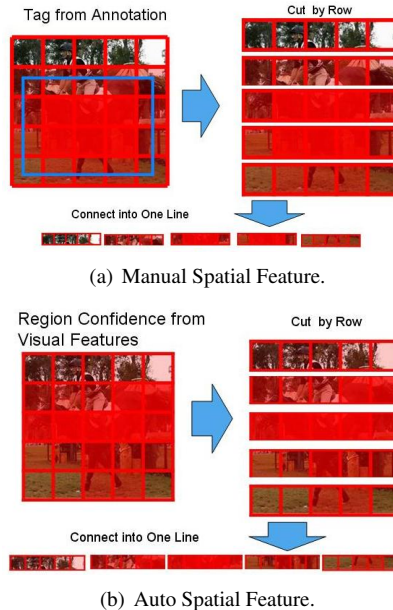 Tag from Annotation
Cut by Row
Connect into One Line
(a) Manual Spatial Feature.
Region Confidence from
Visual Features
Cut by Row
Connect into One Line
(b) Auto Spatial Feature.